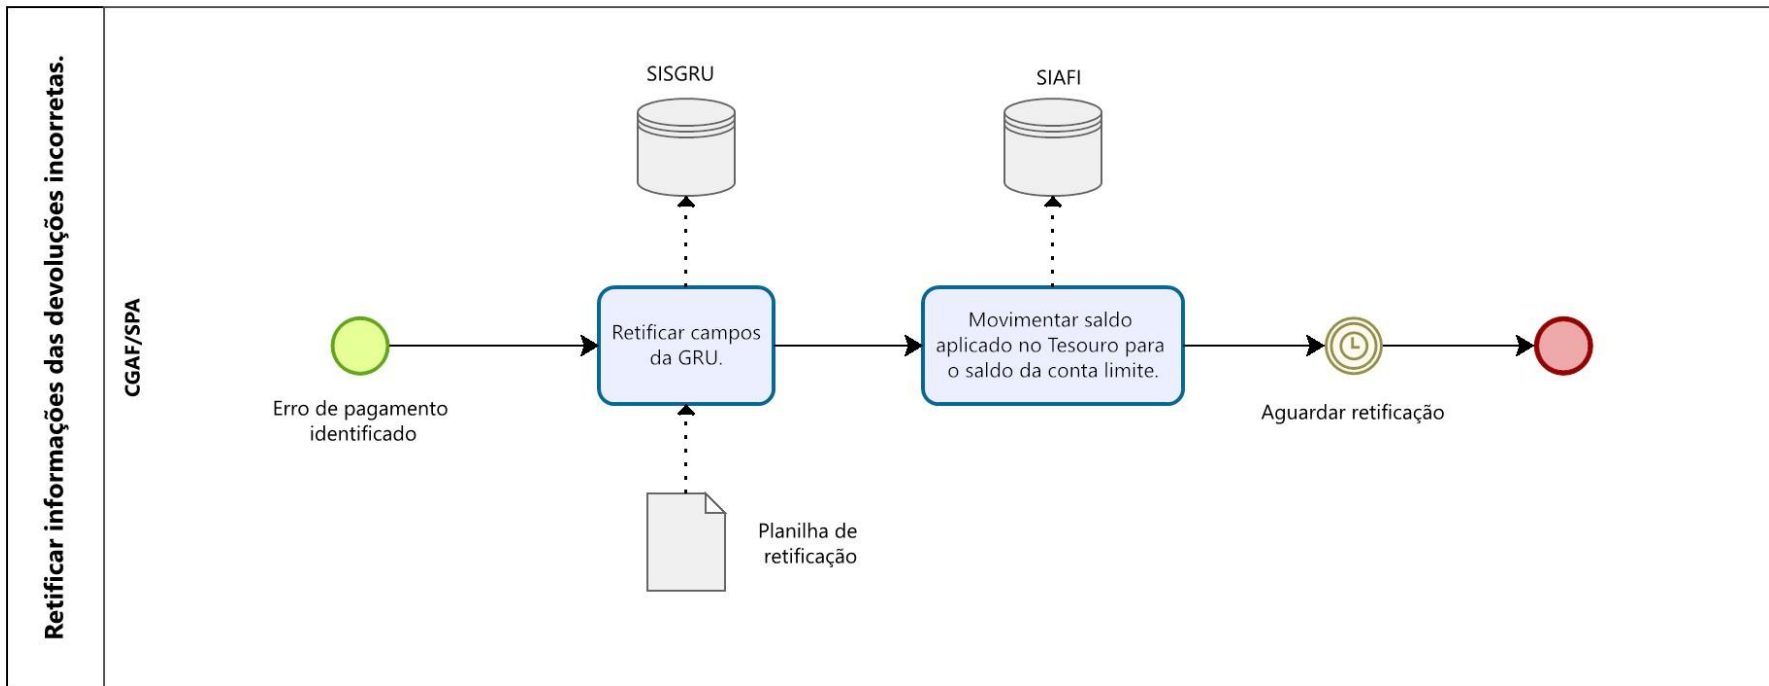 Retificar informações das devoluções incorretas.
CGAF/SPA
SISGRU
SIAFI
Erro de pagamento
identificado
Retificar campos
da GRU.
Movimentar saldo
aplicado no Tesouro para
o saldo da conta limite.
Aguardar retificação
Planilha de
retificação